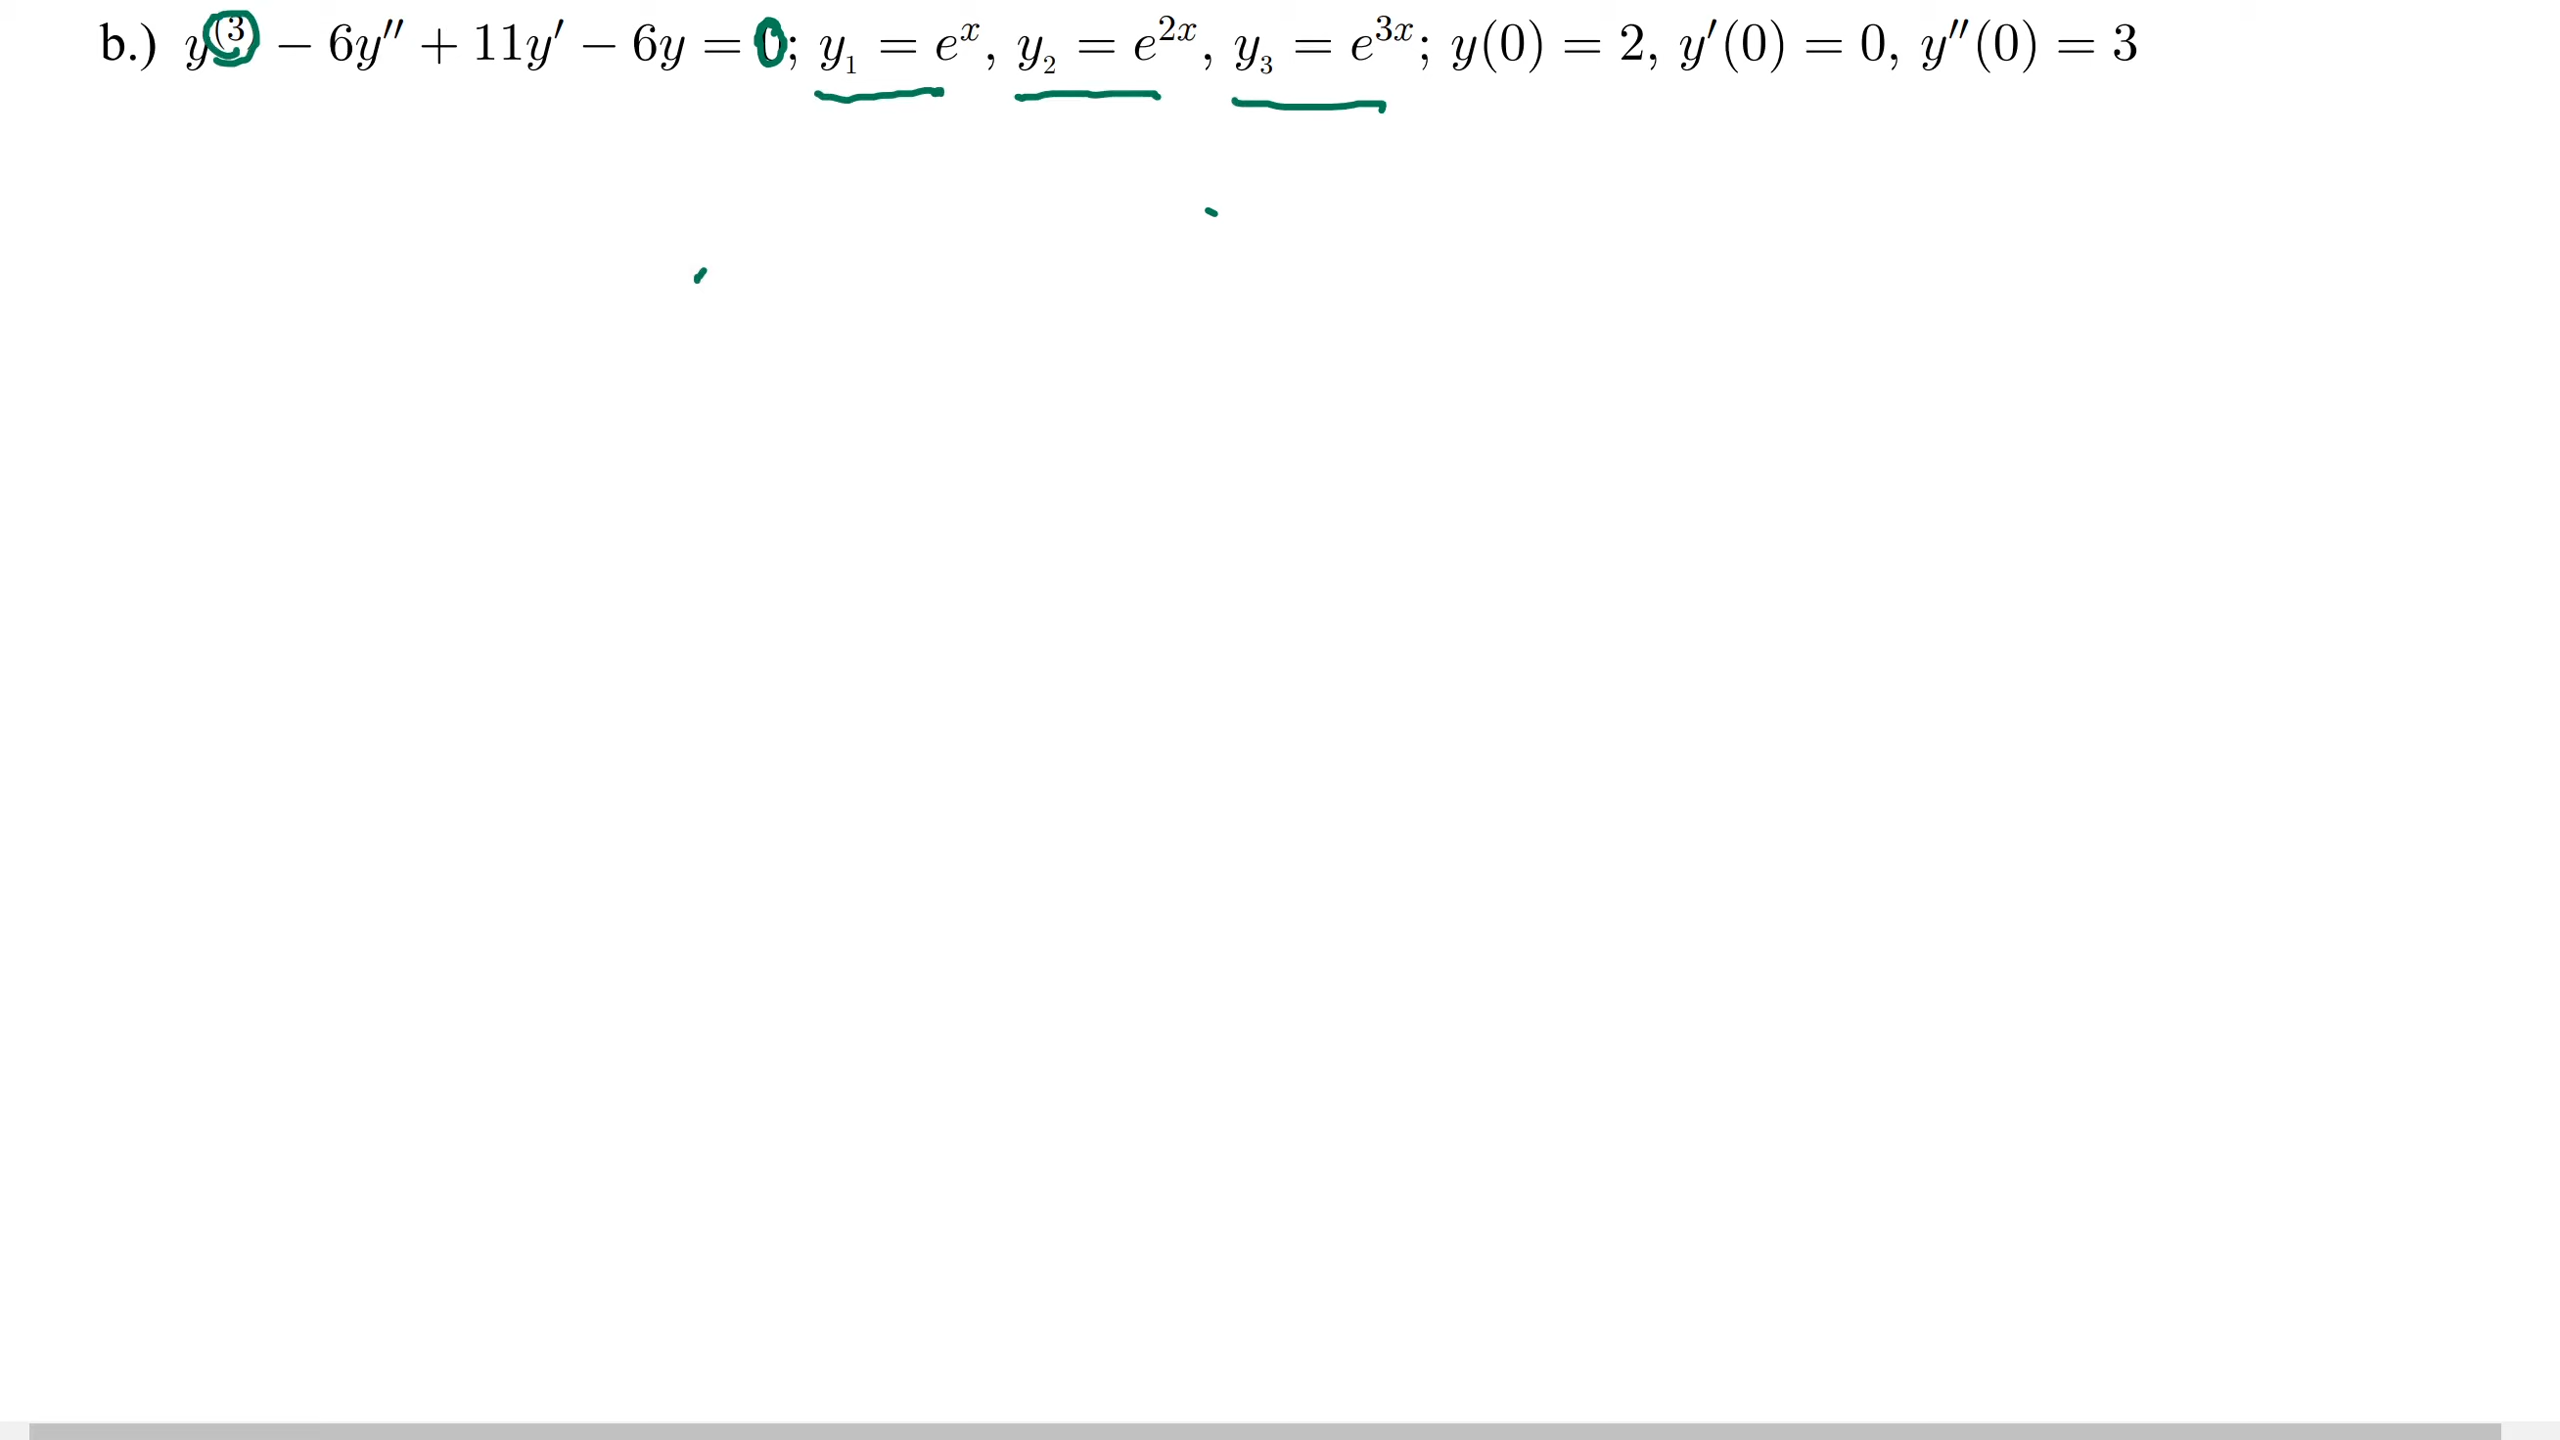 b.) y⁽³⁾ − 6y″ + 11y′ − 6y = 0; y₁ = eˣ, y₂ = e²ˣ, y₃ = e³ˣ; y(0) = 2, y′(0) = 0, y″(0) = 3